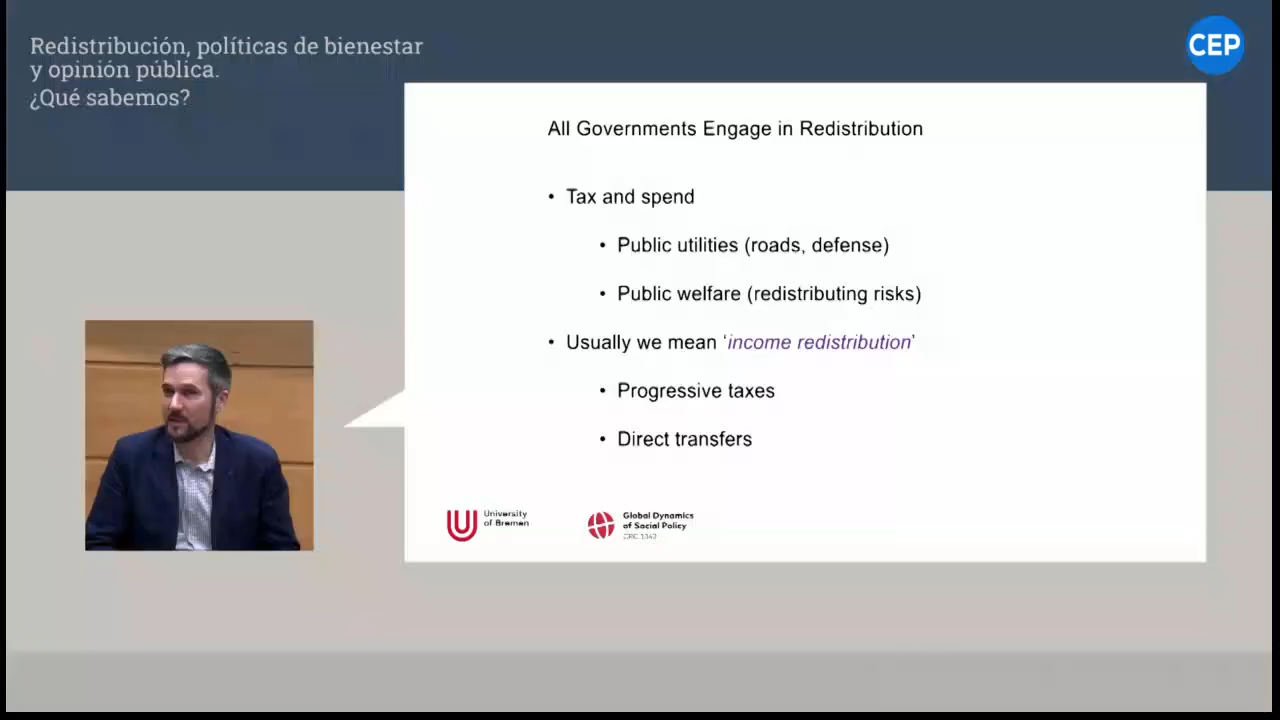 Redistribución, políticas de bienestar
y opinión pública.
¿Qué sabemos?
CEP
All Governments Engage in Redistribution
• Tax and spend
• Public utilities (roads, defense)
• Public welfare (redistributing risks)
• Usually we mean ‘income redistribution’
• Progressive taxes
• Direct transfers
University
of Bremen
Global Dynamics
of Social Policy
CRC 1342